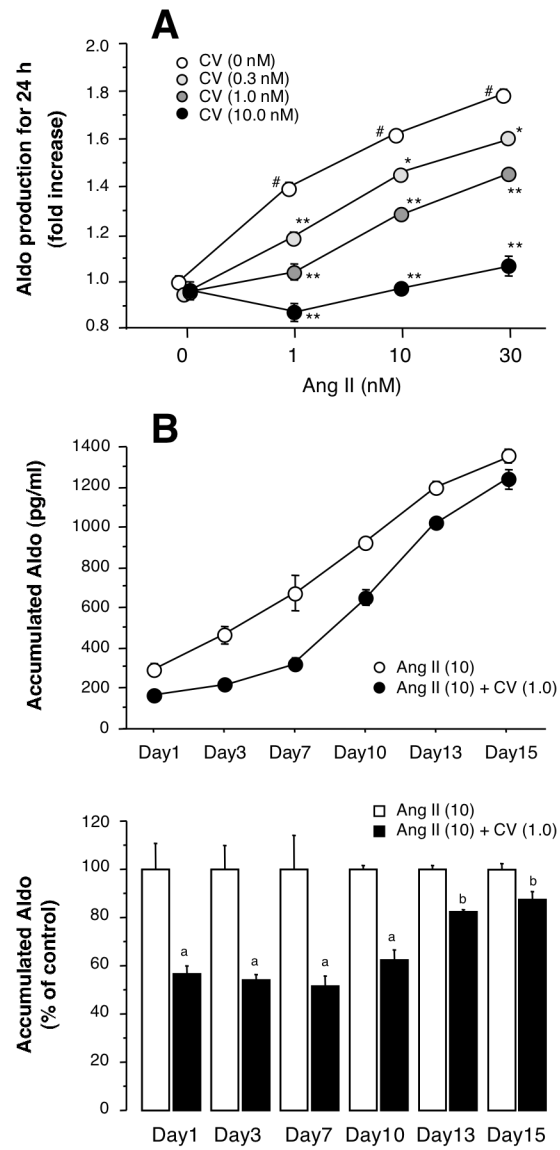 A
Aldo production for 24 h
(fold increase)
2.0
1.8
1.6
1.4
1.2
1.0
0.8
CV (0 nM)
CV (0.3 nM)
CV (1.0 nM)
CV (10.0 nM)
#
#
#
*
*
**
**
**
**
**
**
**
0
1
10
30
Ang II (nM)
B
Accumulated Aldo (pg/ml)
1400
1200
1000
800
600
400
200
0
Ang II (10)
Ang II (10) + CV (1.0)
Day1
Day3
Day7
Day10
Day13
Day15
Ang II (10)
Ang II (10) + CV (1.0)
Accumulated Aldo
(% of control)
120
100
80
60
40
20
0
a
a
a
a
b
b
Day1
Day3
Day7
Day10
Day13
Day15